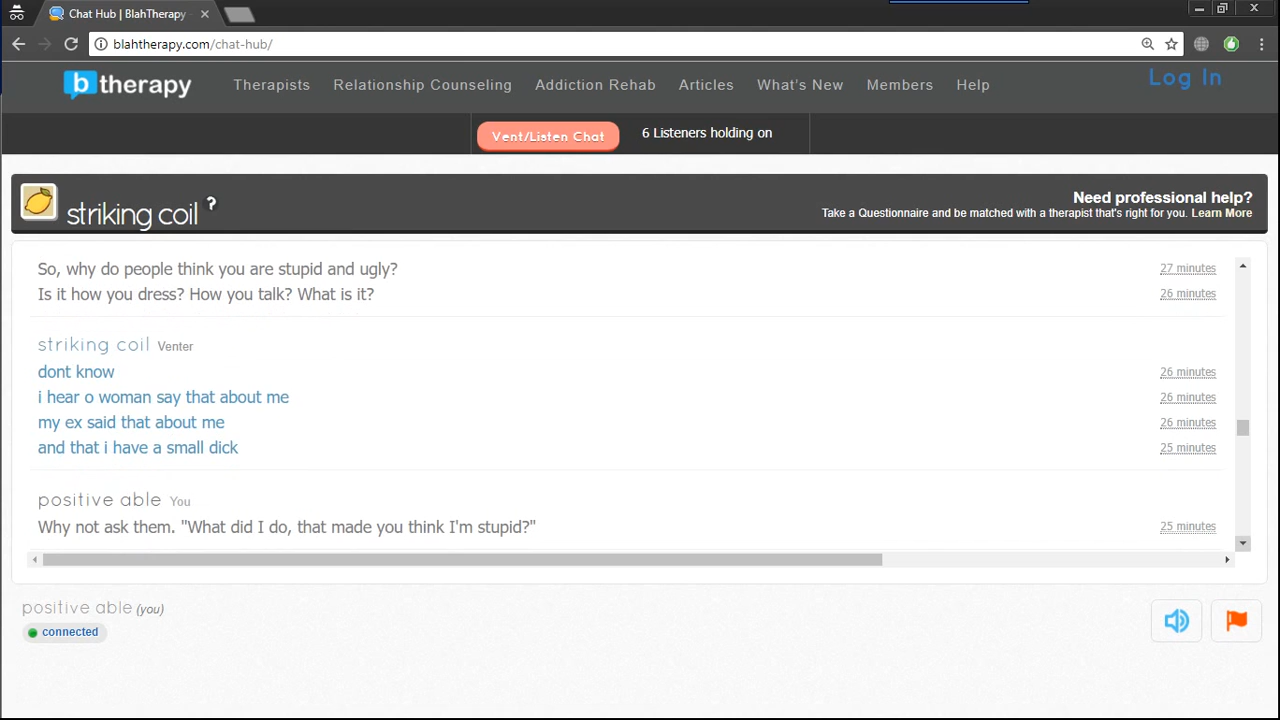 Chat Hub | BlahTherapy
blahtherapy.com/chat-hub/
b therapy
Therapists Relationship Counseling Addiction Rehab Articles What's New Members Help
Log In
Vent/Listen Chat
6 Listeners holding on
striking coil ?
Need professional help?
Take a Questionnaire and be matched with a therapist that's right for you. Learn More
So, why do people think you are stupid and ugly? 27 minutes
Is it how you dress? How you talk? What is it? 26 minutes
striking coil Venter
dont know 26 minutes
i hear o woman say that about me 26 minutes
my ex said that about me 26 minutes
and that i have a small dick 25 minutes
positive able You
Why not ask them. "What did I do, that made you think I'm stupid?" 25 minutes
positive able (you)
connected